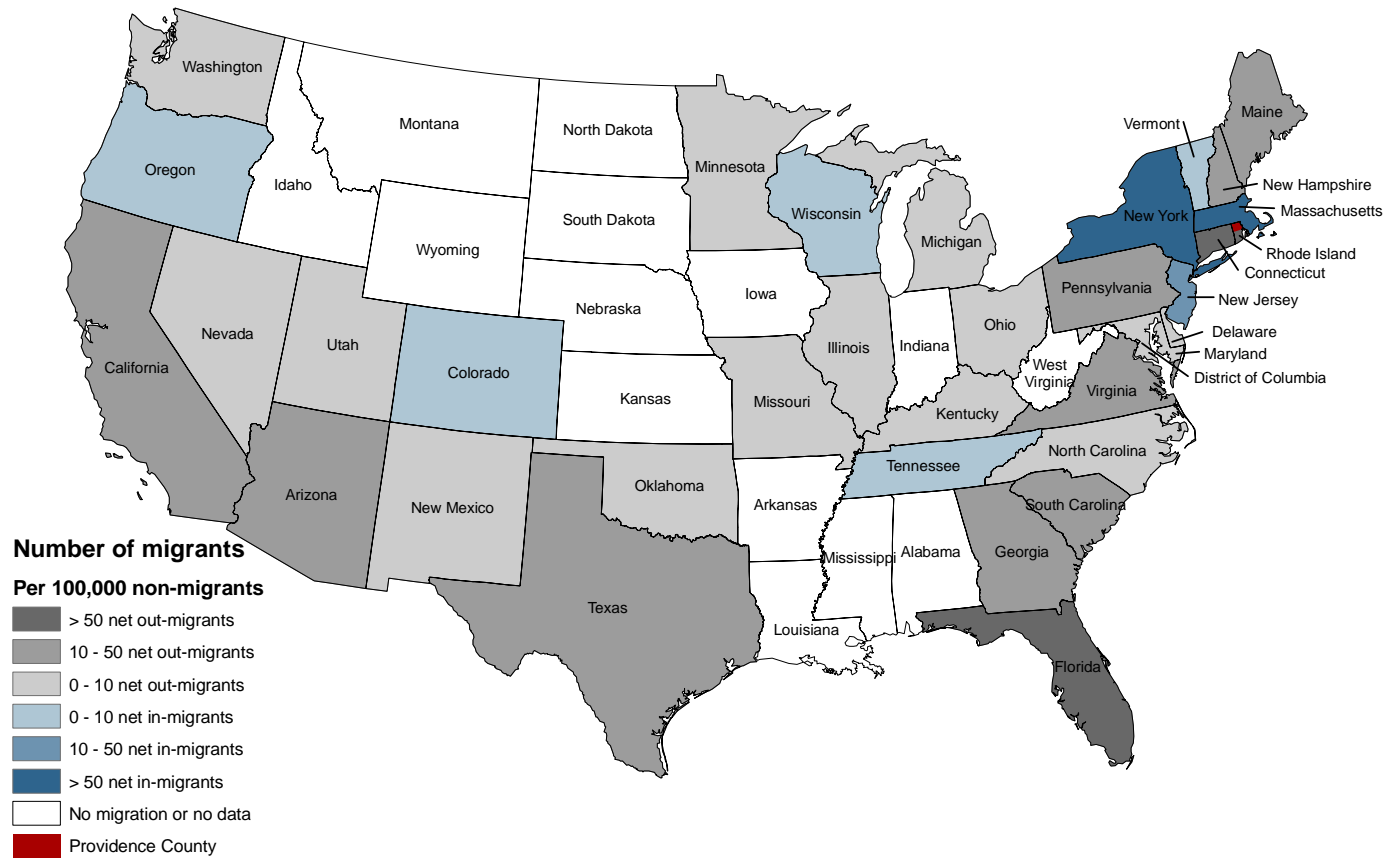 Washington
Montana
North Dakota
Minnesota
Vermont
Maine
Oregon
Idaho
South Dakota
Wisconsin
Michigan
New York
New Hampshire
Massachusetts
Rhode Island
Connecticut
Wyoming
Nebraska
Iowa
Pennsylvania
New Jersey
Nevada
Utah
Colorado
Kansas
Missouri
Illinois
Indiana
Ohio
West
Virginia
Virginia
Delaware
Maryland
District of Columbia
California
Kentucky
North Carolina
Tennessee
Arizona
New Mexico
Oklahoma
Arkansas
South Carolina
Mississippi
Alabama
Georgia
Texas
Louisiana
Florida
Number of migrants
Per 100,000 non-migrants
> 50 net out-migrants
10 - 50 net out-migrants
0 - 10 net out-migrants
0 - 10 net in-migrants
10 - 50 net in-migrants
> 50 net in-migrants
No migration or no data
Providence County